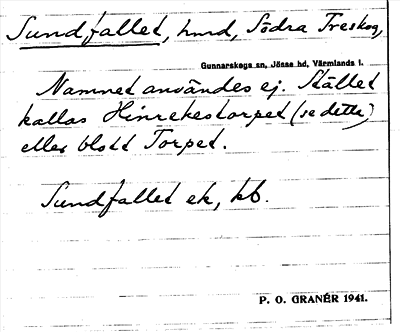 Sundfallet, hmd, Södra Treskog,
Gunnarskogs sn, Jösse hd, Värmlands l.
Namnet användes ej. Stället
kallas Hinrekestorpet (se detta)
eller blott Torpet.
Sundfallet ek, kb.
P. O. GRANÉR 1941.